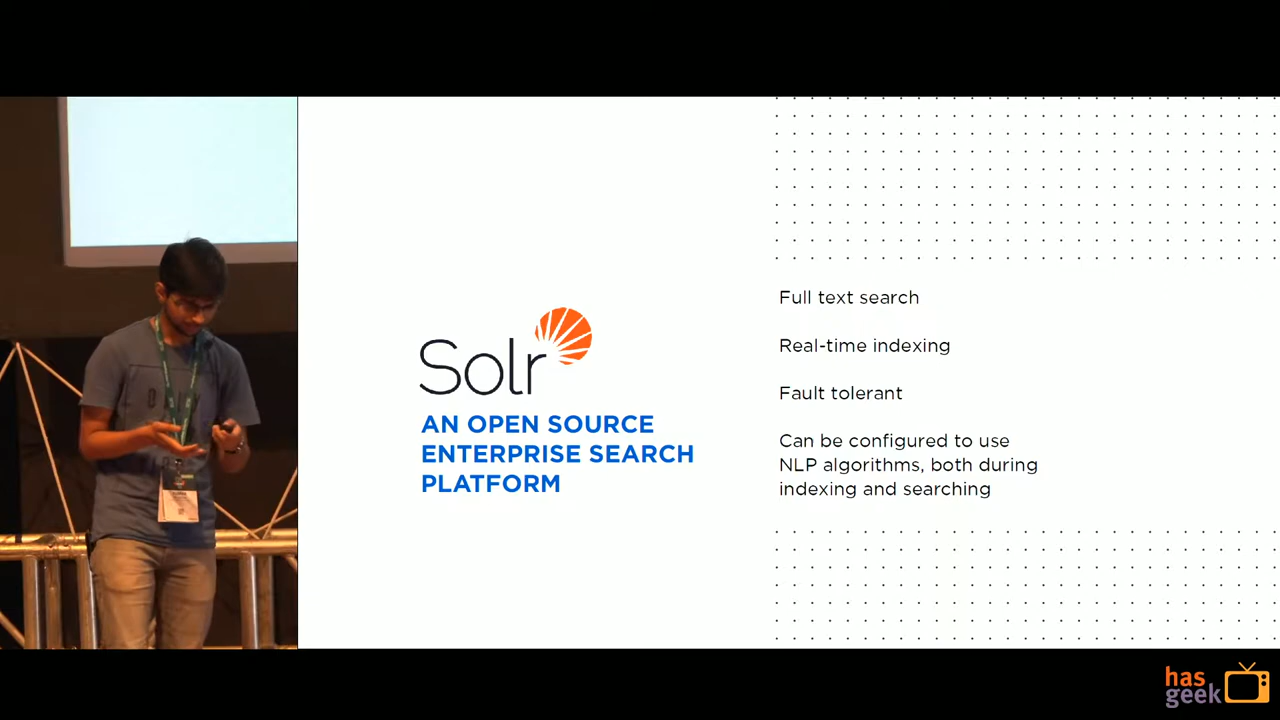 Solr
AN OPEN SOURCE
ENTERPRISE SEARCH
PLATFORM
Full text search
Real-time indexing
Fault tolerant
Can be configured to use
NLP algorithms, both during
indexing and searching
has
geek